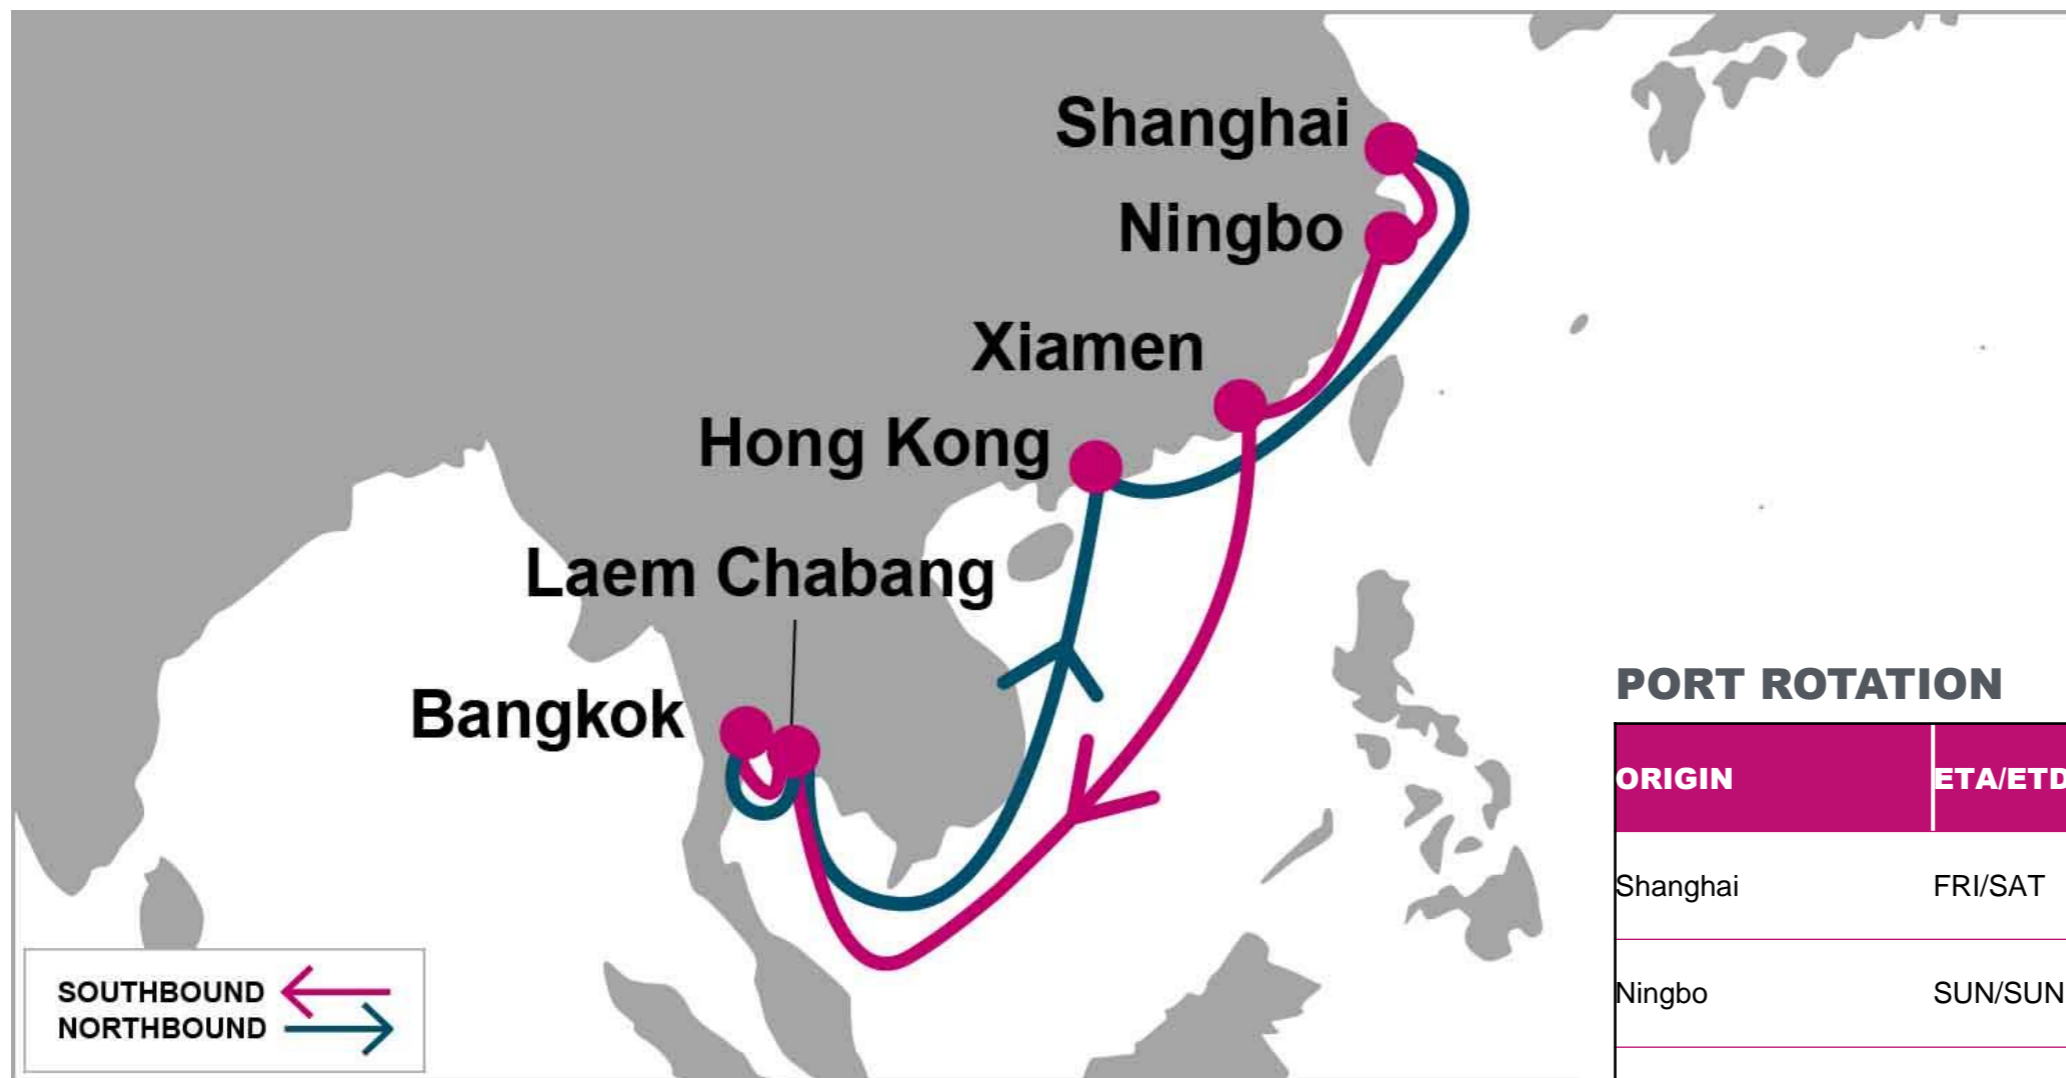 Shanghai
Ningbo
Xiamen
Hong Kong
Laem Chabang
Bangkok
SOUTHBOUND
NORTHBOUND
PORT ROTATION
ORIGIN ETA/ETD
Shanghai FRI/SAT
Ningbo SUN/SUN